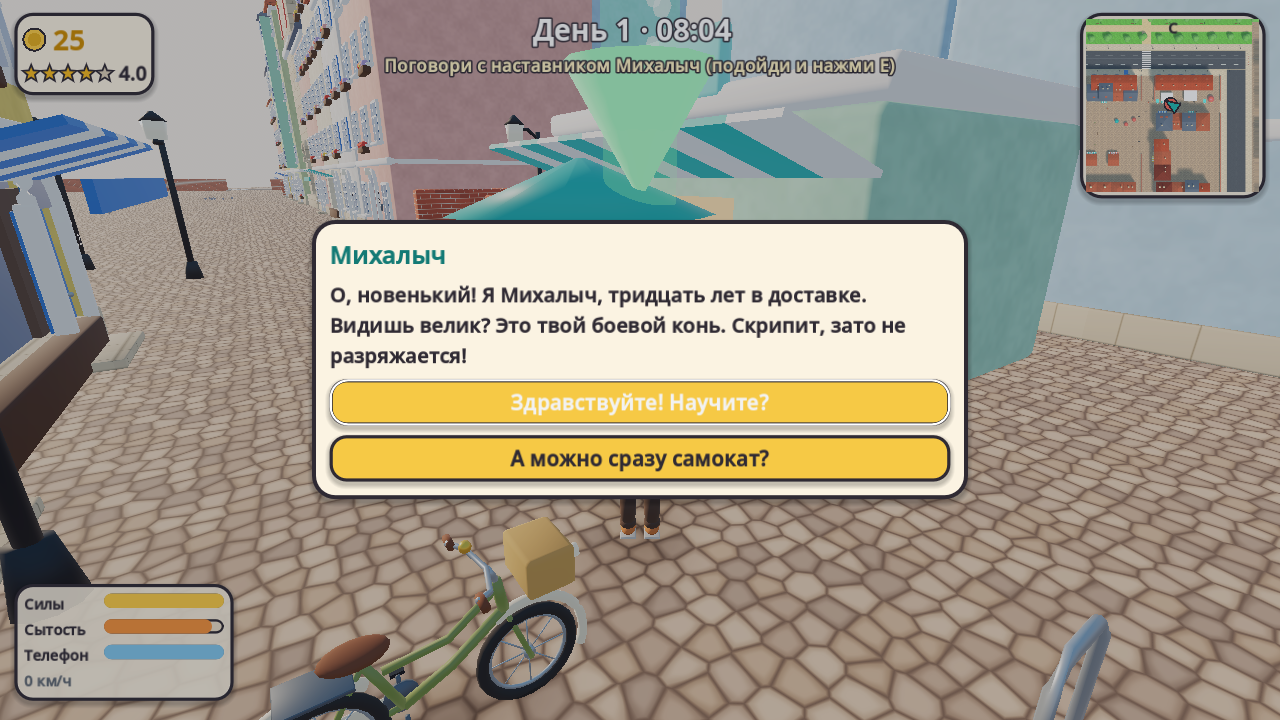 25
4.0
День 1 · 08:04
Поговори с наставником Михалыч (подойди и нажми E)
С
Михалыч
О, новенький! Я Михалыч, тридцать лет в доставке.
Видишь велик? Это твой боевой конь. Скрипит, зато не
разряжается!
Здравствуйте! Научите?
А можно сразу самокат?
Силы
Сытость
Телефон
0 км/ч